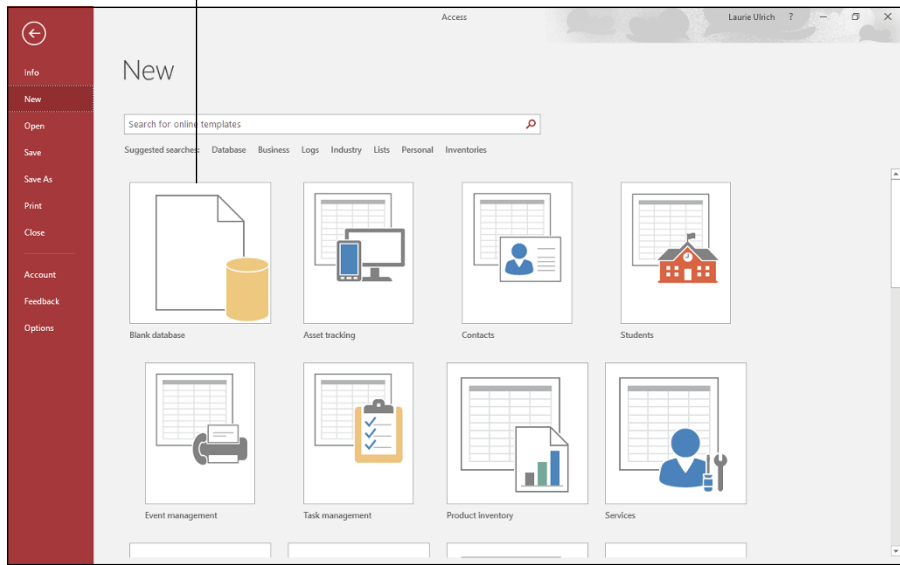 Access
Laurie Ulrich ?
Info
New
Open
Save
Save As
Print
Close
Account
Feedback
Options
New
Search for online templates
Suggested searches: Database Business Logs Industry Lists Personal Inventories
Blank database
Asset tracking
Contacts
Students
Event management
Task management
Product inventory
Services